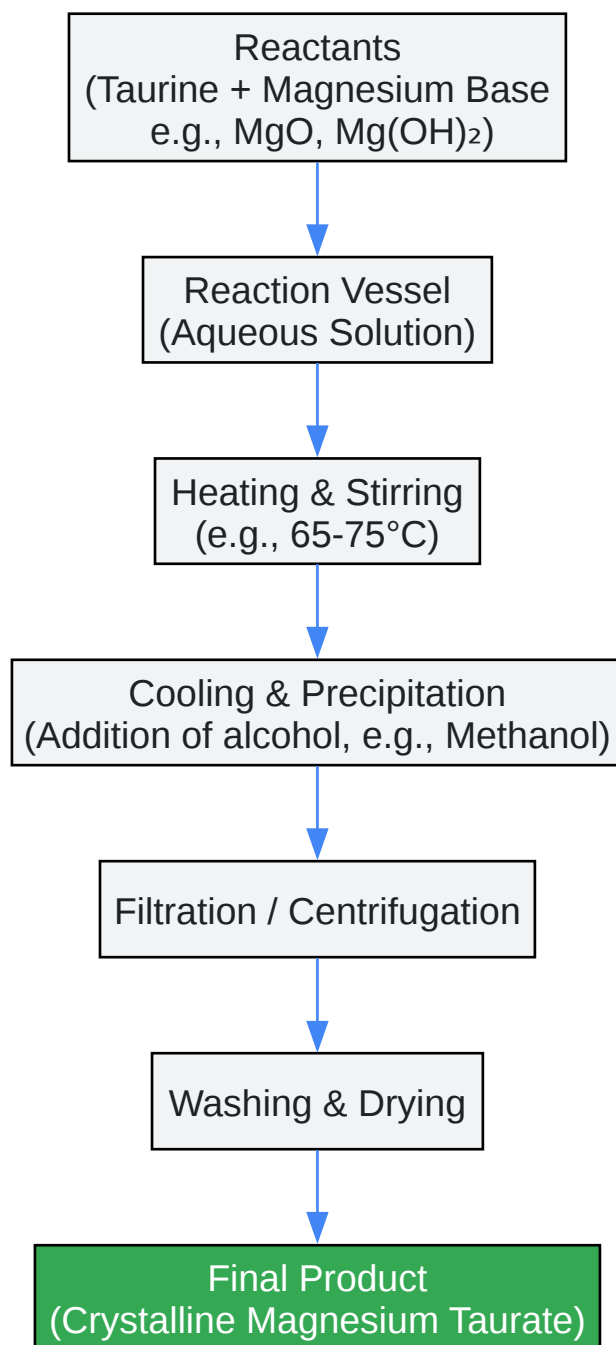 Reactants
(Taurine + Magnesium Base
e.g., MgO, Mg(OH)₂)
Reaction Vessel
(Aqueous Solution)
Heating & Stirring
(e.g., 65-75°C)
Cooling & Precipitation
(Addition of alcohol, e.g., Methanol)
Filtration / Centrifugation
Washing & Drying
Final Product
(Crystalline Magnesium Taurate)